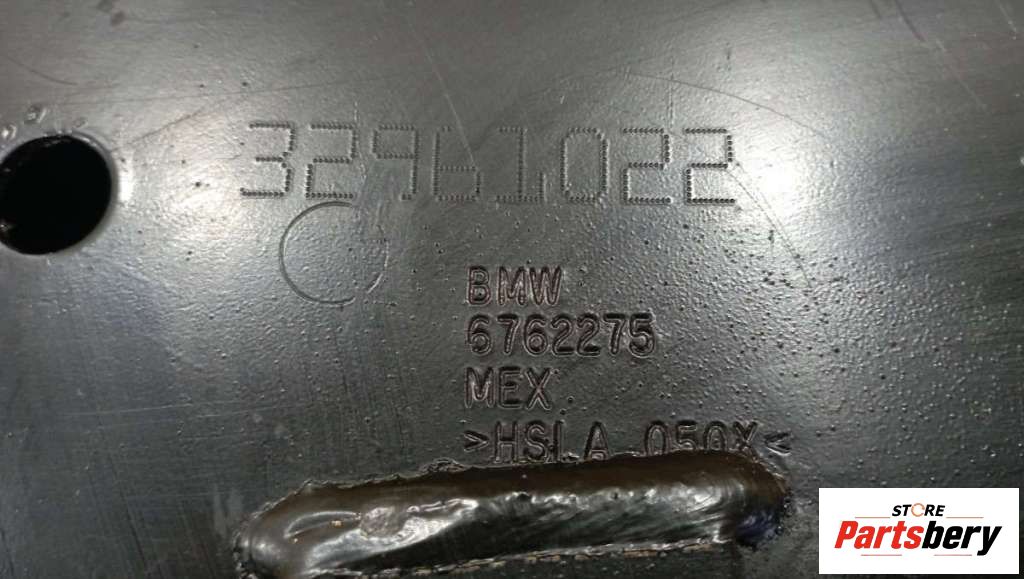 32961022
BMW
6762275
MEX
>HSLA 050X<
STORE
Partsbery